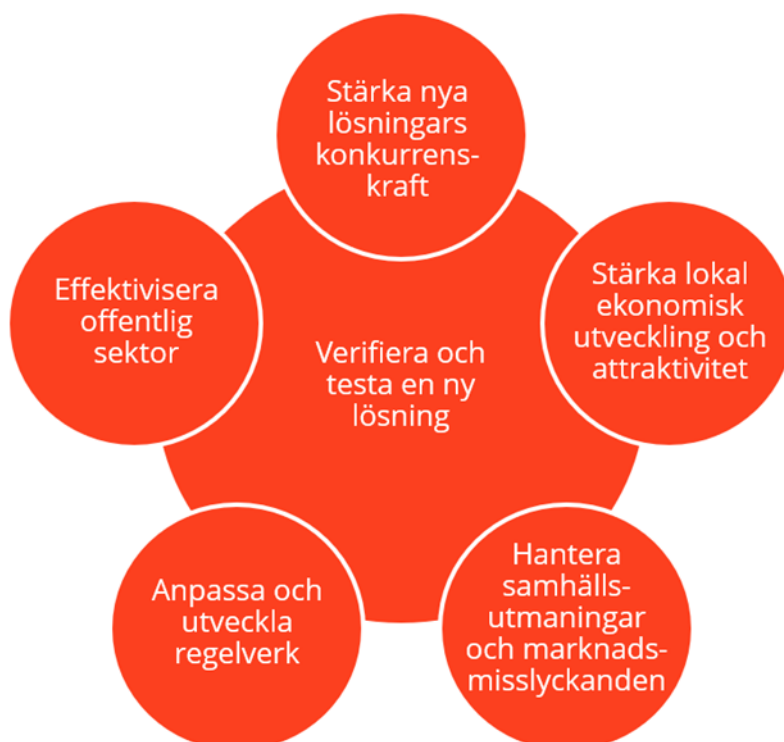 Stärka nya
lösningars
konkurrens-
kraft
Effektivisera
offentlig
sektor
Stärka lokal
ekonomisk
utveckling och
attraktivitet
Verifiera och
testa en ny
lösning
Anpassa och
utveckla
regelverk
Hantera
samhälls-
utmaningar
och marknads-
misslyckanden